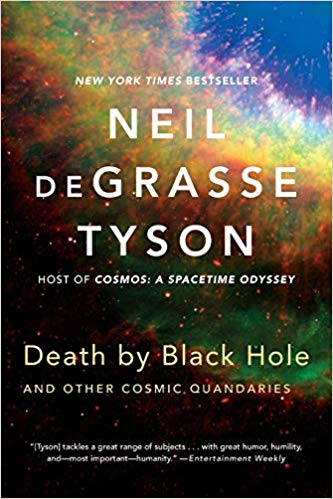 NEW YORK TIMES BESTSELLER
NEIL
DEGRASSE
TYSON
HOST OF COSMOS: A SPACETIME ODYSSEY
Death by Black Hole
AND OTHER COSMIC QUANDARIES
"[Tyson] tackles a great range of subjects . . . with great humor, humility,
and—most important—humanity." —Entertainment Weekly